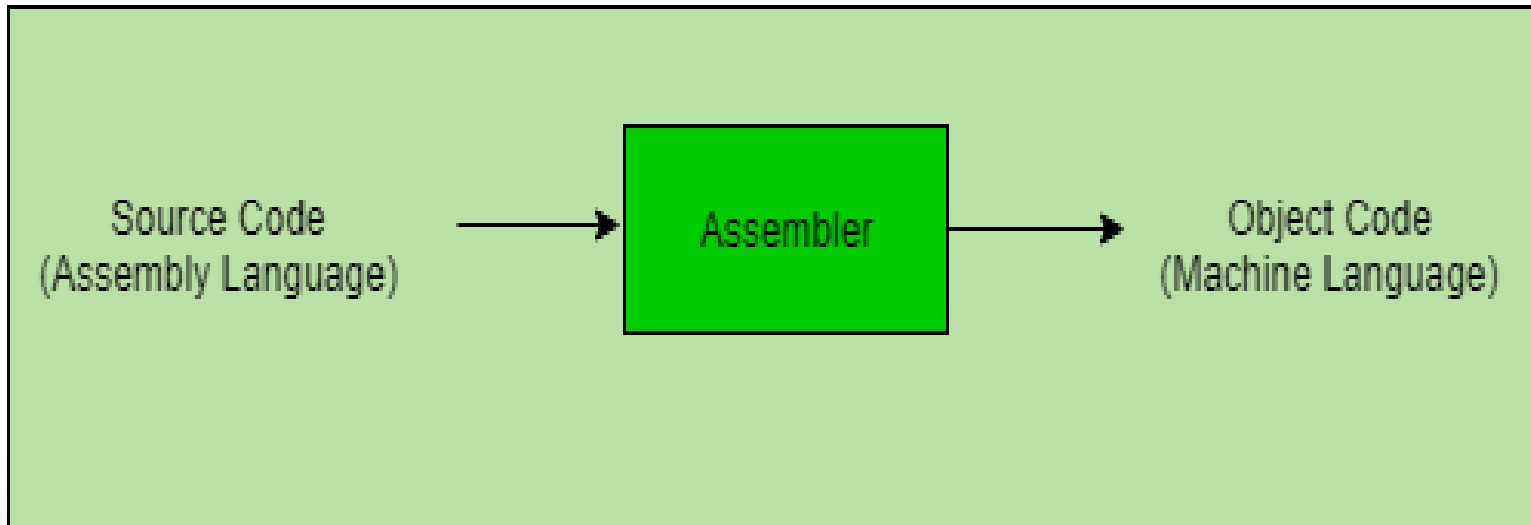 Source Code
(Assembly Language)
Assembler
Object Code
(Machine Language)